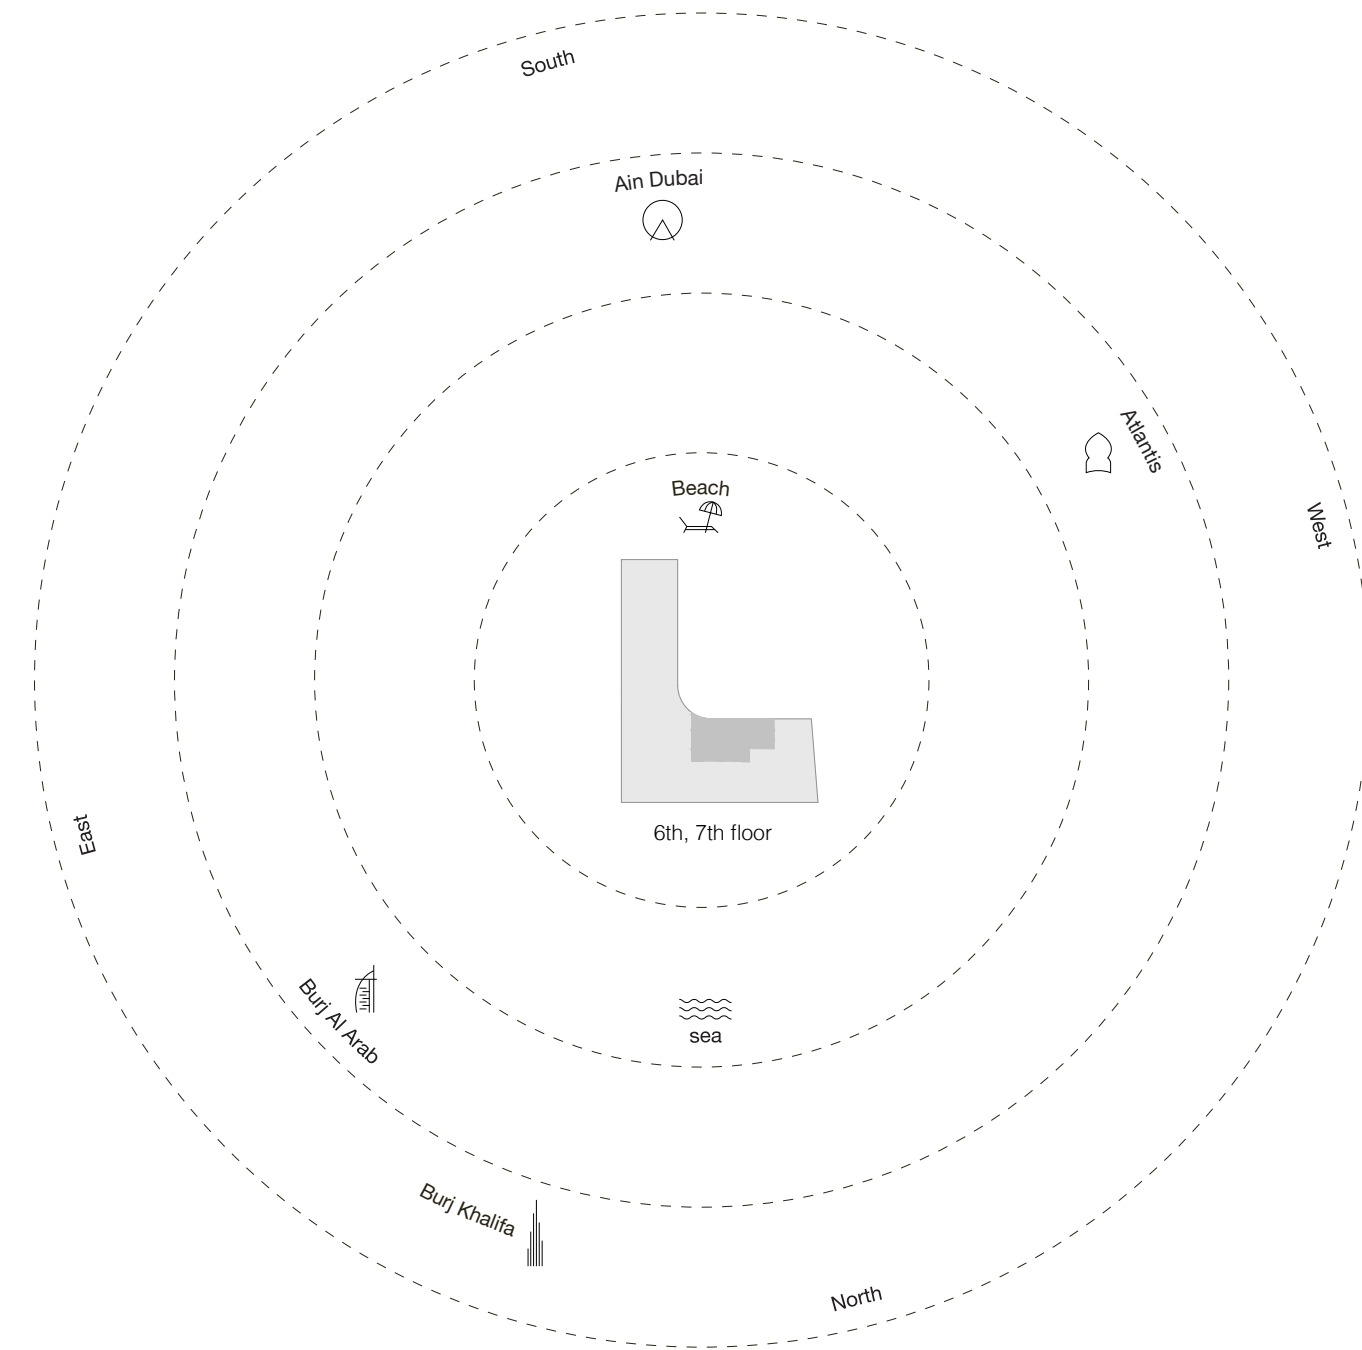 South
Ain Dubai
Atlantis
Beach
West
East
6th, 7th floor
Burj Al Arab
sea
Burj Khalifa
North